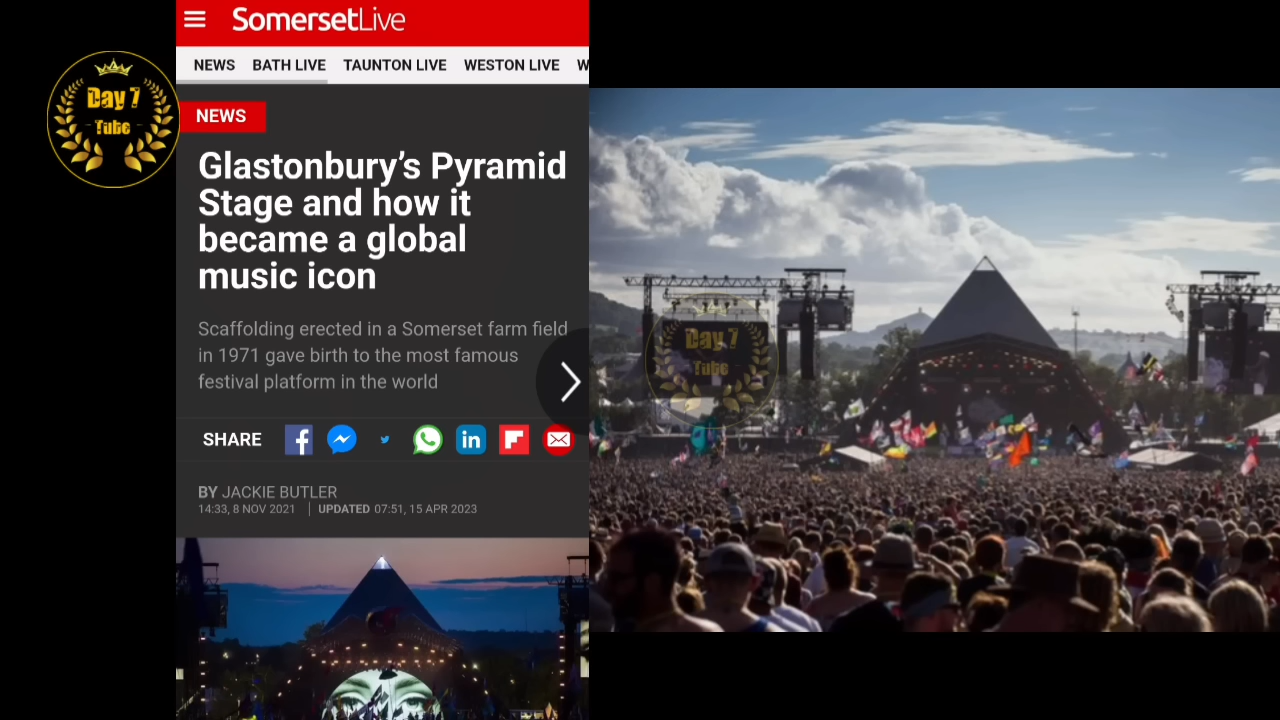 SomersetLive
NEWS BATH LIVE TAUNTON LIVE WESTON LIVE W
Day 7
Tube
NEWS
Glastonbury’s Pyramid
Stage and how it
became a global
music icon
Scaffolding erected in a Somerset farm field
in 1971 gave birth to the most famous
festival platform in the world
SHARE
BY JACKIE BUTLER
14:33, 8 NOV 2021 | UPDATED 07:51, 15 APR 2023
Day 7
Tube